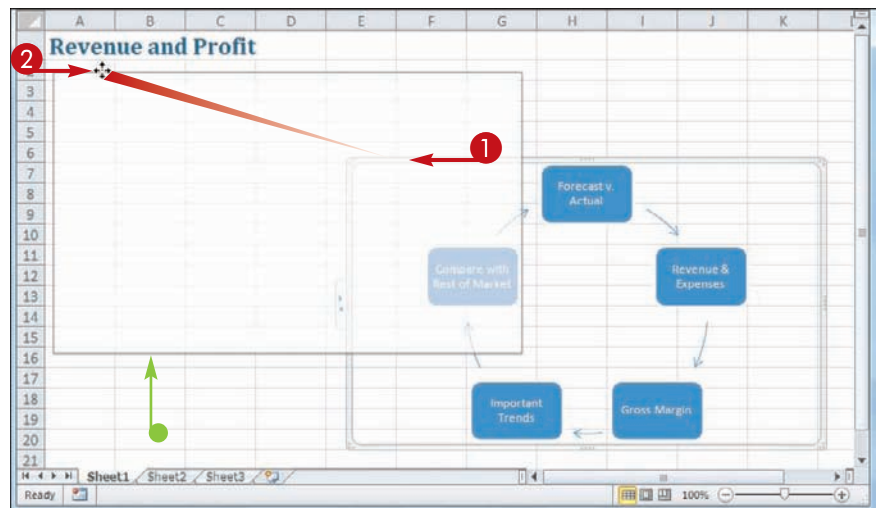 A B C D E F G H I J K
Revenue and Profit
2
2
3
4
5
6
1
7
Forecast v.
Actual
8
9
10
11
Compare with
Rest of Market
Revenue &
Expenses
12
13
14
15
16
17
18
Important
Trends
Gross Margin
19
20
21
Sheet1 Sheet2 Sheet3
Ready 100%